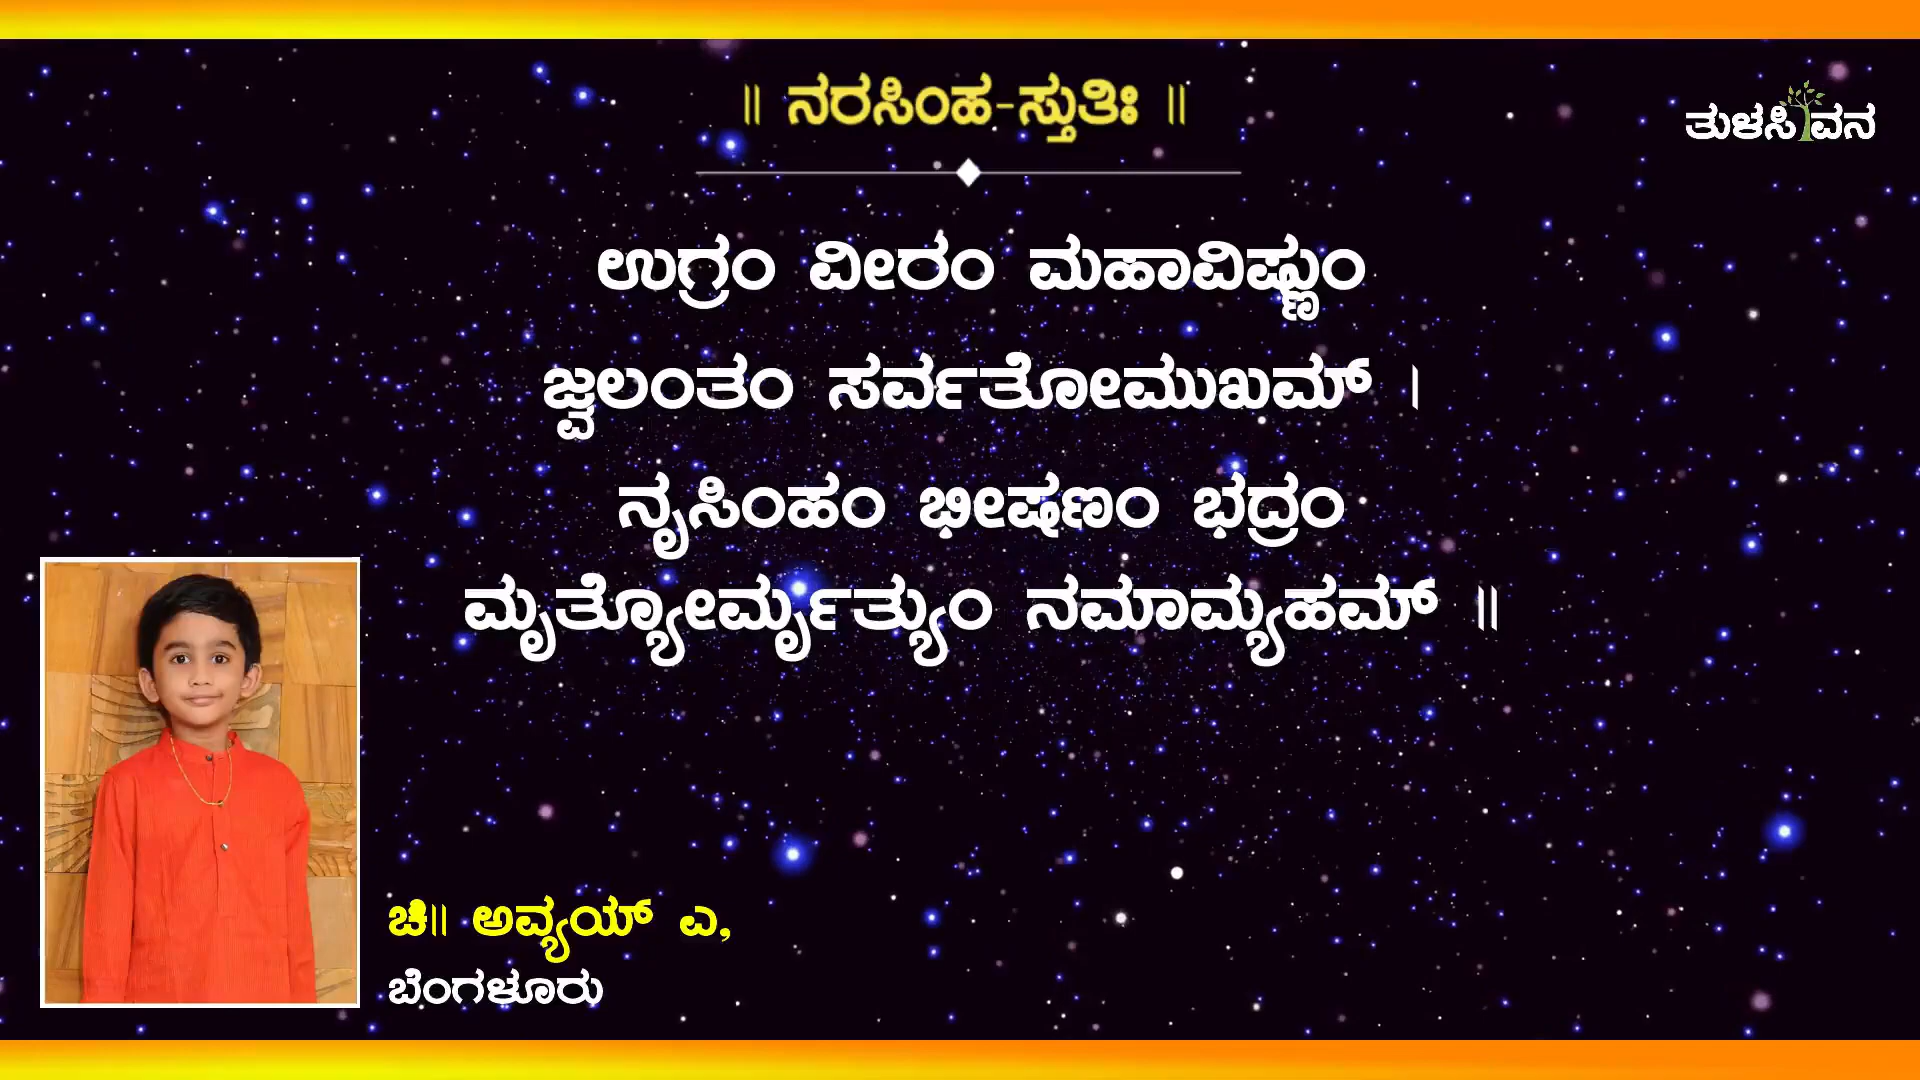 ॥ ನರಸಿಂಹ-ಸ್ತುತಿಃ ॥
ತುಳಸಿವನ
ಉಗ್ರಂ ವೀರಂ ಮಹಾವಿಷ್ಣುಂ
ಜ್ವಲಂತಂ ಸರ್ವತೋಮುಖಮ್ ।
ನೃಸಿಂಹಂ ಭೀಷಣಂ ಭದ್ರಂ
ಮೃತ್ಯೋರ್ಮೃತ್ಯುಂ ನಮಾಮ್ಯಹಮ್ ॥
ಚಿ॥ ಅವ್ಯಯ್ ಎ,
ಬೆಂಗಳೂರು